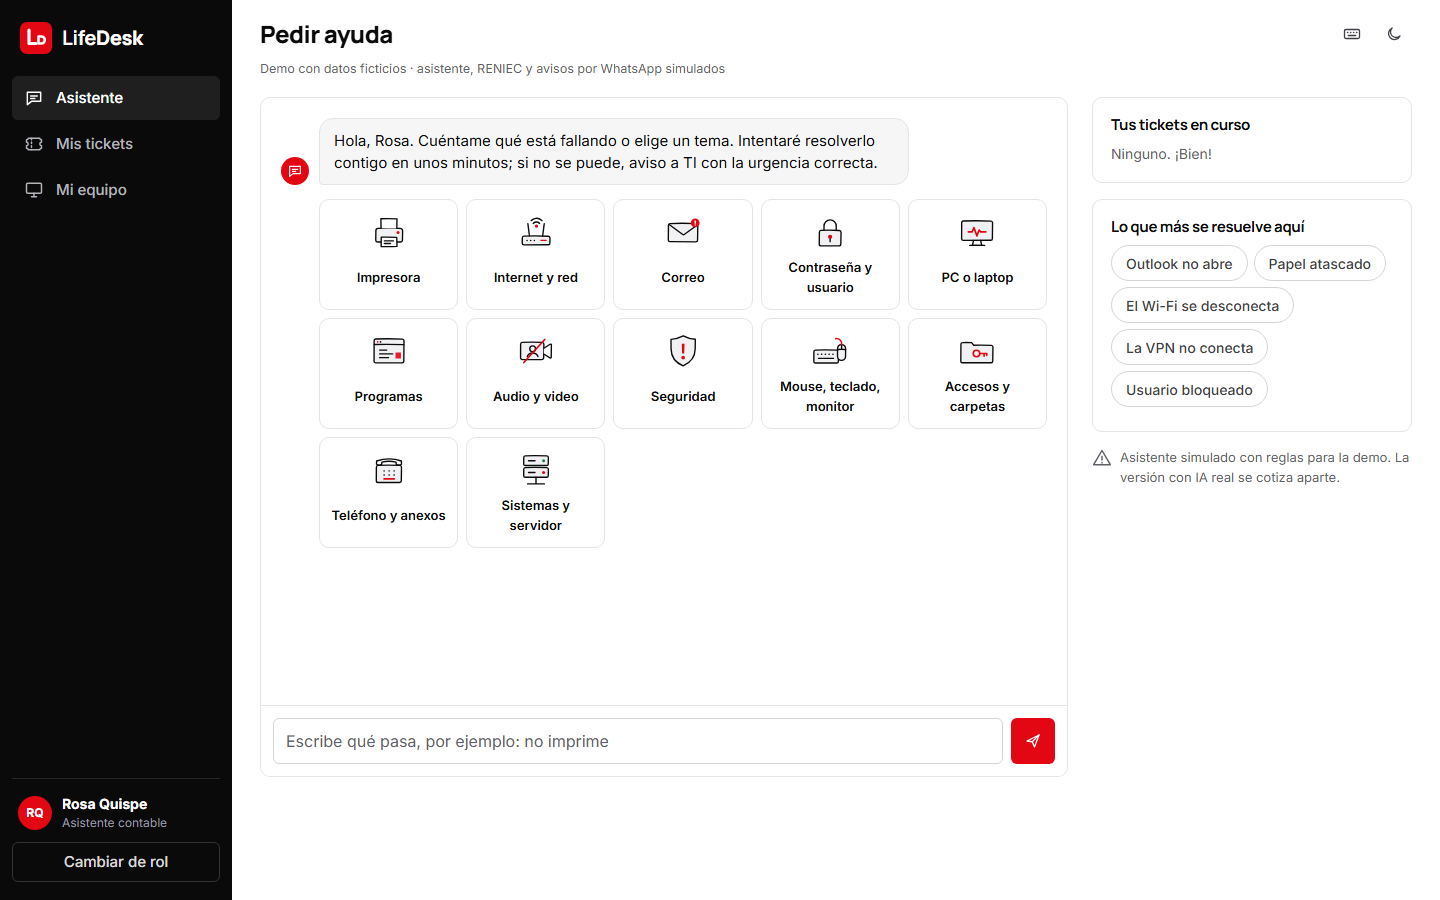 LD LifeDesk
Asistente
Mis tickets
Mi equipo
RQ
Rosa Quispe
Asistente contable
Cambiar de rol
Pedir ayuda
Demo con datos ficticios · asistente, RENIEC y avisos por WhatsApp simulados
Hola, Rosa. Cuéntame qué está fallando o elige un tema. Intentaré resolverlo
contigo en unos minutos; si no se puede, aviso a TI con la urgencia correcta.
Impresora
Internet y red
Correo
Contraseña y
usuario
PC o laptop
Programas
Audio y video
Seguridad
Mouse, teclado,
monitor
Accesos y
carpetas
Teléfono y anexos
Sistemas y
servidor
Escribe qué pasa, por ejemplo: no imprime
Tus tickets en curso
Ninguno. ¡Bien!
Lo que más se resuelve aquí
Outlook no abre
Papel atascado
El Wi-Fi se desconecta
La VPN no conecta
Usuario bloqueado
Asistente simulado con reglas para la demo. La
versión con IA real se cotiza aparte.